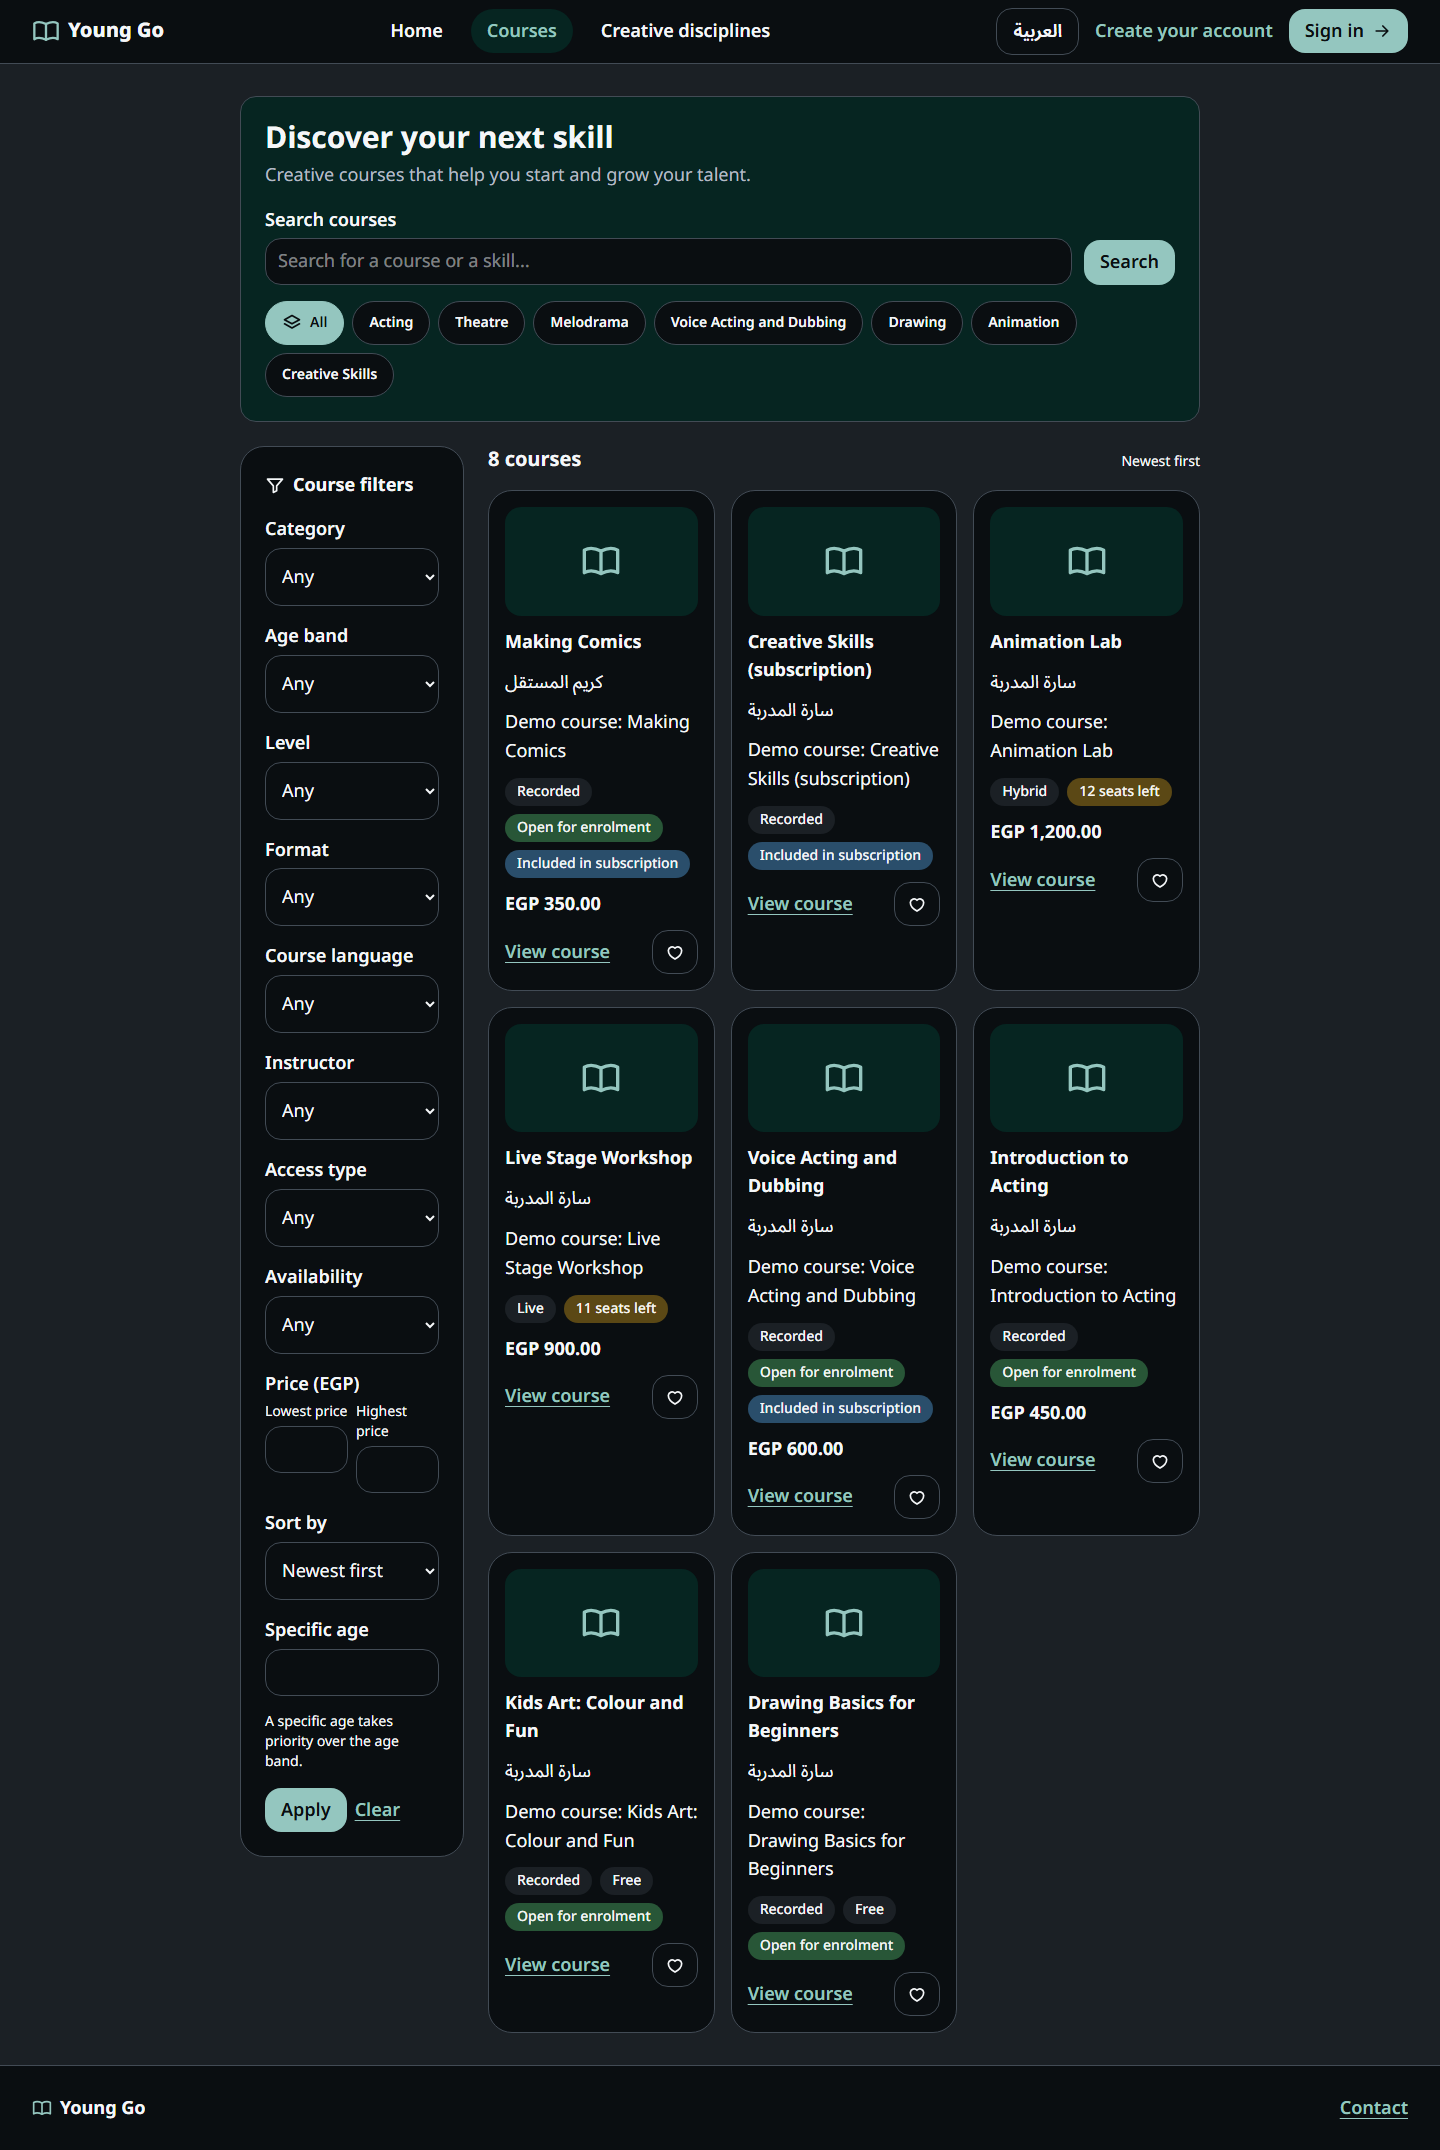 Young Go
Home
Courses
Creative disciplines
العربية
Create your account
Sign in
Discover your next skill
Creative courses that help you start and grow your talent.
Search courses
Search for a course or a skill...
Search
All
Acting
Theatre
Melodrama
Voice Acting and Dubbing
Drawing
Animation
Creative Skills
Course filters
Category
Any
Age band
Any
Level
Any
Format
Any
Course language
Any
Instructor
Any
Access type
Any
Availability
Any
Price (EGP)
Lowest price
Highest
price
Sort by
Newest first
Specific age
A specific age takes
priority over the age
band.
Apply
Clear
8 courses
Newest first
Making Comics
كريم المستقل
Demo course: Making
Comics
Recorded
Open for enrolment
Included in subscription
EGP 350.00
View course
Creative Skills
(subscription)
سارة المدربة
Demo course: Creative
Skills (subscription)
Recorded
Included in subscription
View course
Animation Lab
سارة المدربة
Demo course:
Animation Lab
Hybrid
12 seats left
EGP 1,200.00
View course
Live Stage Workshop
سارة المدربة
Demo course: Live
Stage Workshop
Live
11 seats left
EGP 900.00
View course
Voice Acting and
Dubbing
سارة المدربة
Demo course: Voice
Acting and Dubbing
Recorded
Open for enrolment
Included in subscription
EGP 600.00
View course
Introduction to
Acting
سارة المدربة
Demo course:
Introduction to Acting
Recorded
Open for enrolment
EGP 450.00
View course
Kids Art: Colour and
Fun
سارة المدربة
Demo course: Kids Art:
Colour and Fun
Recorded
Free
Open for enrolment
View course
Drawing Basics for
Beginners
سارة المدربة
Demo course:
Drawing Basics for
Beginners
Recorded
Free
Open for enrolment
View course
Young Go
Contact